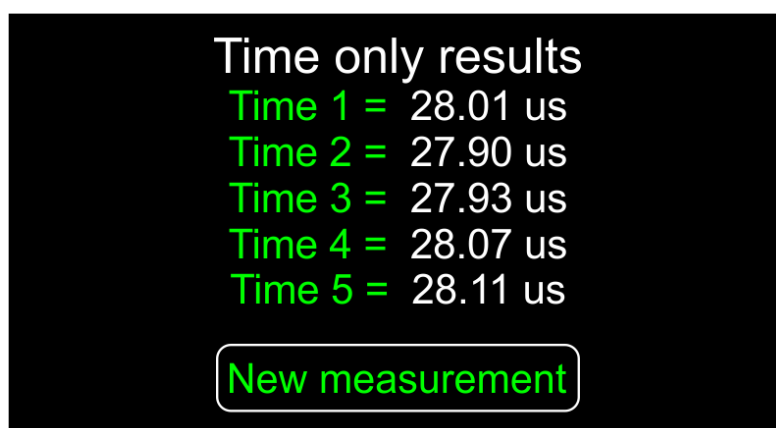 Time only results
Time 1 = 28.01 us
Time 2 = 27.90 us
Time 3 = 27.93 us
Time 4 = 28.07 us
Time 5 = 28.11 us
New measurement